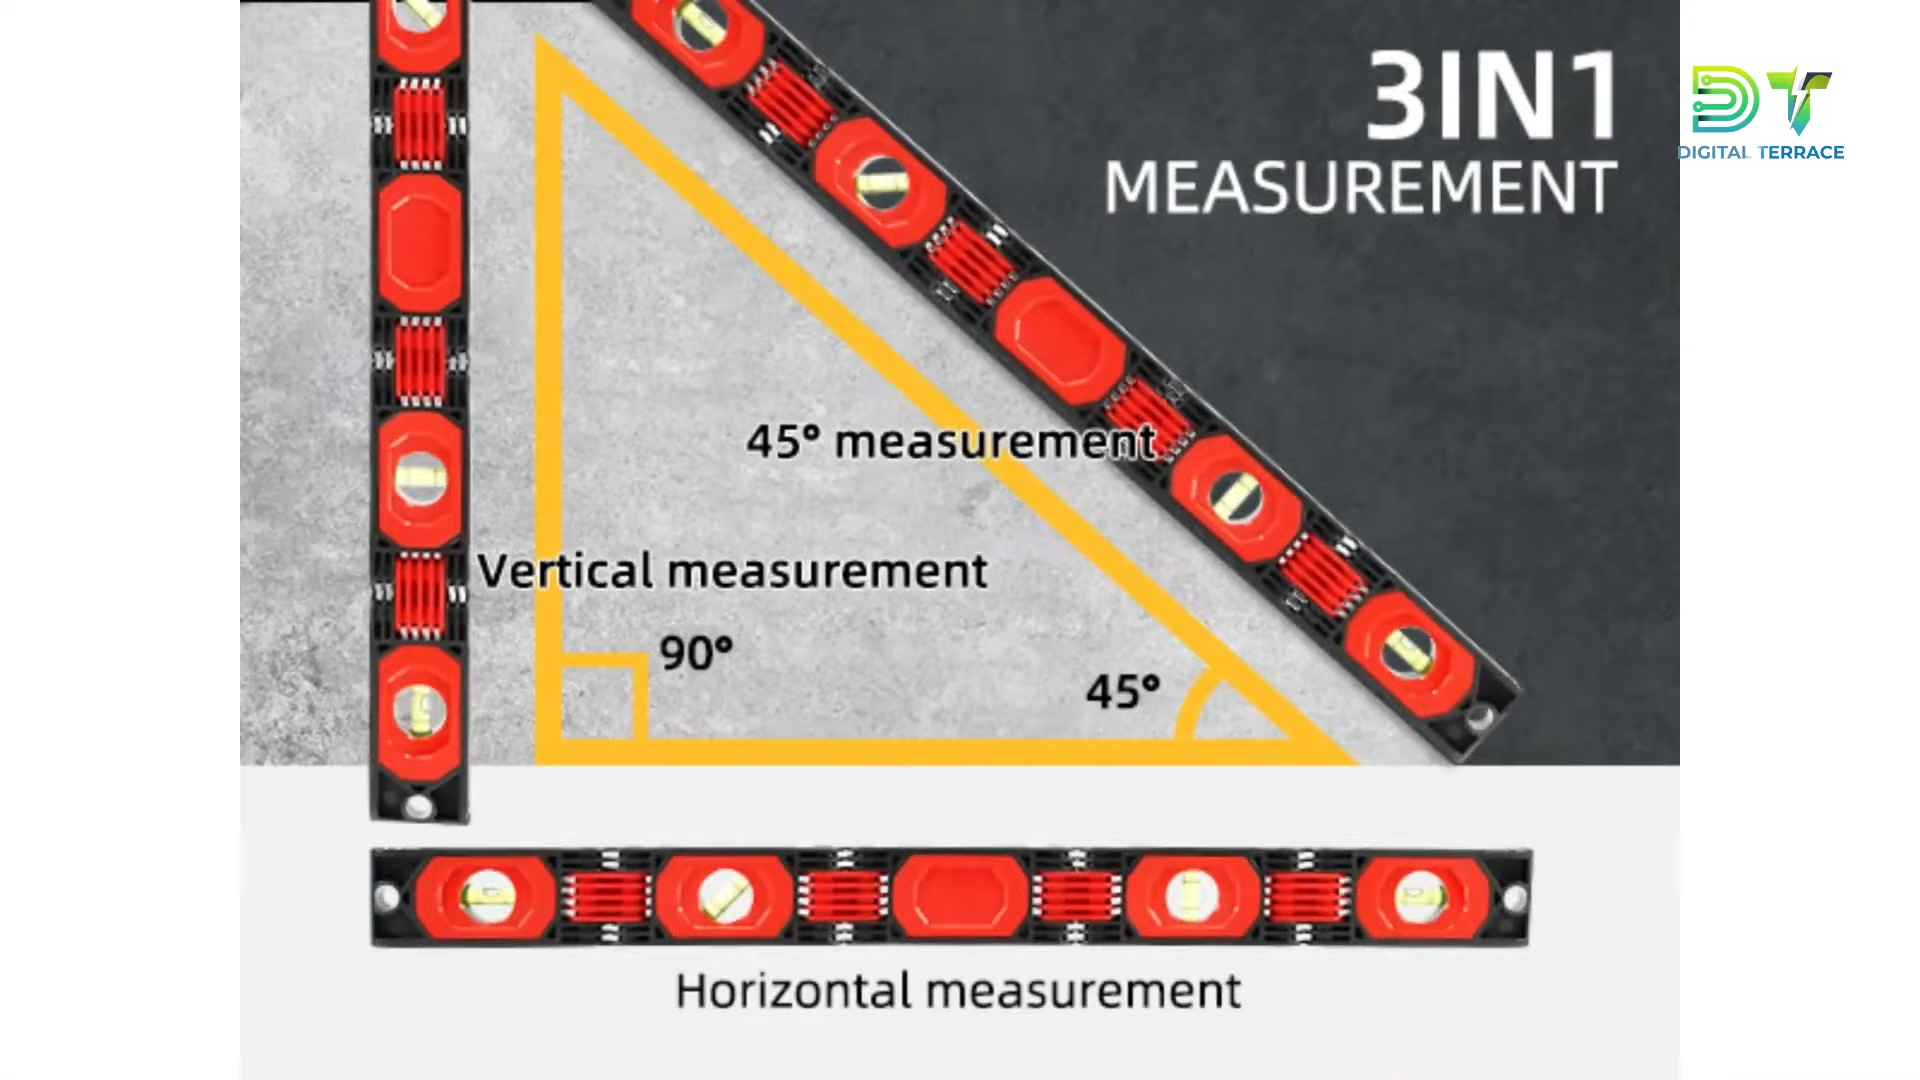 3IN1
MEASUREMENT
DIGITAL TERRACE
45° measurement
Vertical measurement
90°
45°
Horizontal measurement